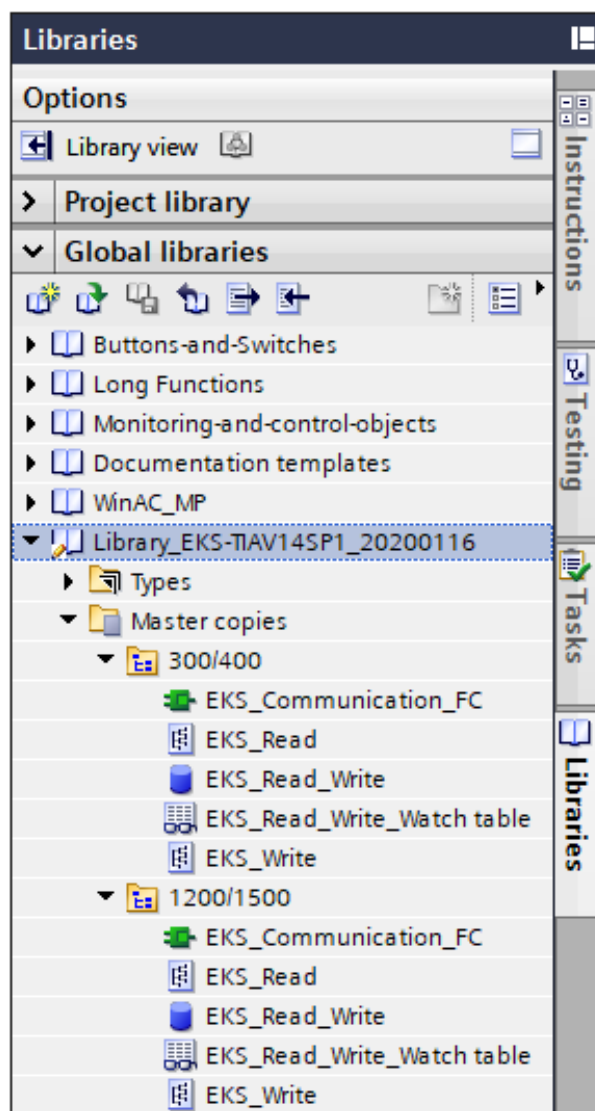 Libraries
Options
Library view
Project library
Global libraries
Buttons-and-Switches
Long Functions
Monitoring-and-control-objects
Documentation templates
WinAC_MP
Library_EKS-TIAV14SP1_20200116
Types
Master copies
300/400
EKS_Communication_FC
EKS_Read
EKS_Read_Write
EKS_Read_Write_Watch table
EKS_Write
1200/1500
EKS_Communication_FC
EKS_Read
EKS_Read_Write
EKS_Read_Write_Watch table
EKS_Write
Instructions
Testing
Tasks
Libraries